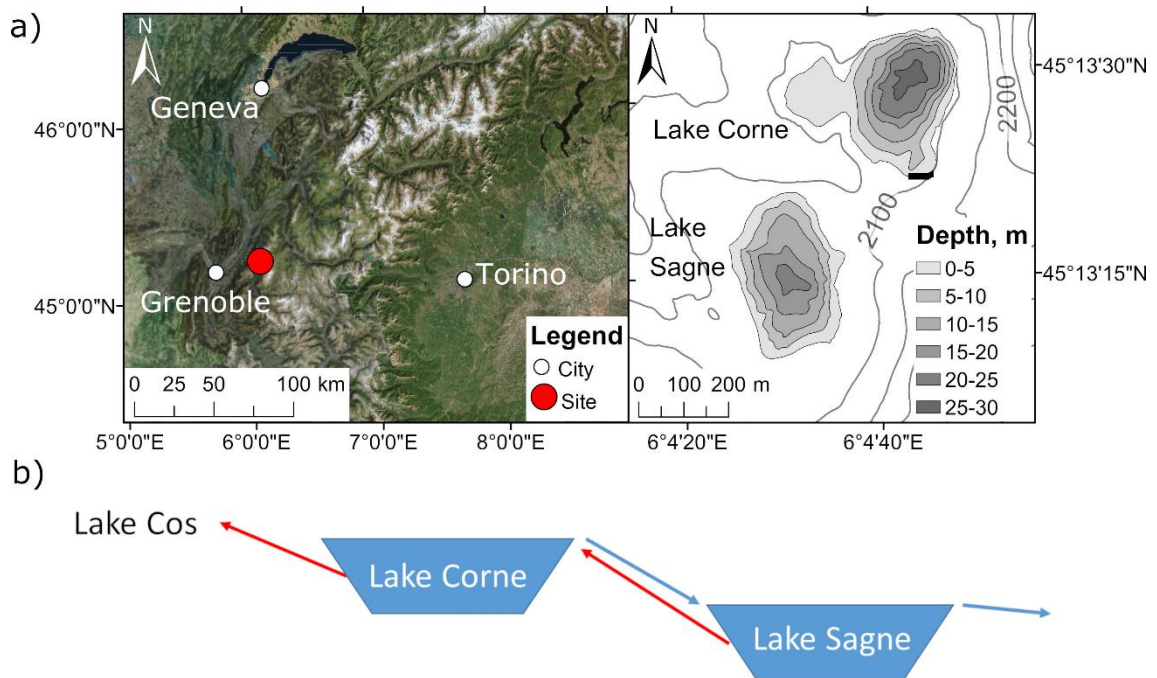 a)
N
Geneva
46°0'0"N
Grenoble
Torino
45°0'0"N
Legend
City
Site
0 25 50 100 km
5°0'0"E 6°0'0"E 7°0'0"E 8°0'0"E
N
Lake Corne
Lake
Sagne
2200
2100
45°13'30"N
45°13'15"N
Depth, m
0-5
5-10
10-15
15-20
20-25
25-30
0 100 200 m
6°4'20"E 6°4'40"E
b)
Lake Cos
Lake Corne
Lake Sagne